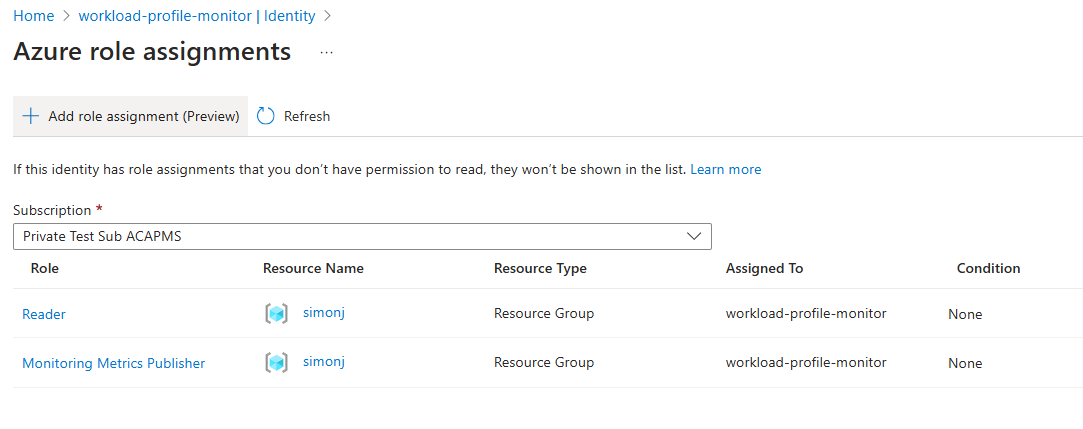 Home > workload-profile-monitor | Identity >
Azure role assignments ...
Add role assignment (Preview) Refresh
If this identity has role assignments that you don't have permission to read, they won't be shown in the list. Learn more
Subscription *
Private Test Sub ACAPMS
Role Resource Name Resource Type Assigned To Condition
Reader simonj Resource Group workload-profile-monitor None
Monitoring Metrics Publisher simonj Resource Group workload-profile-monitor None